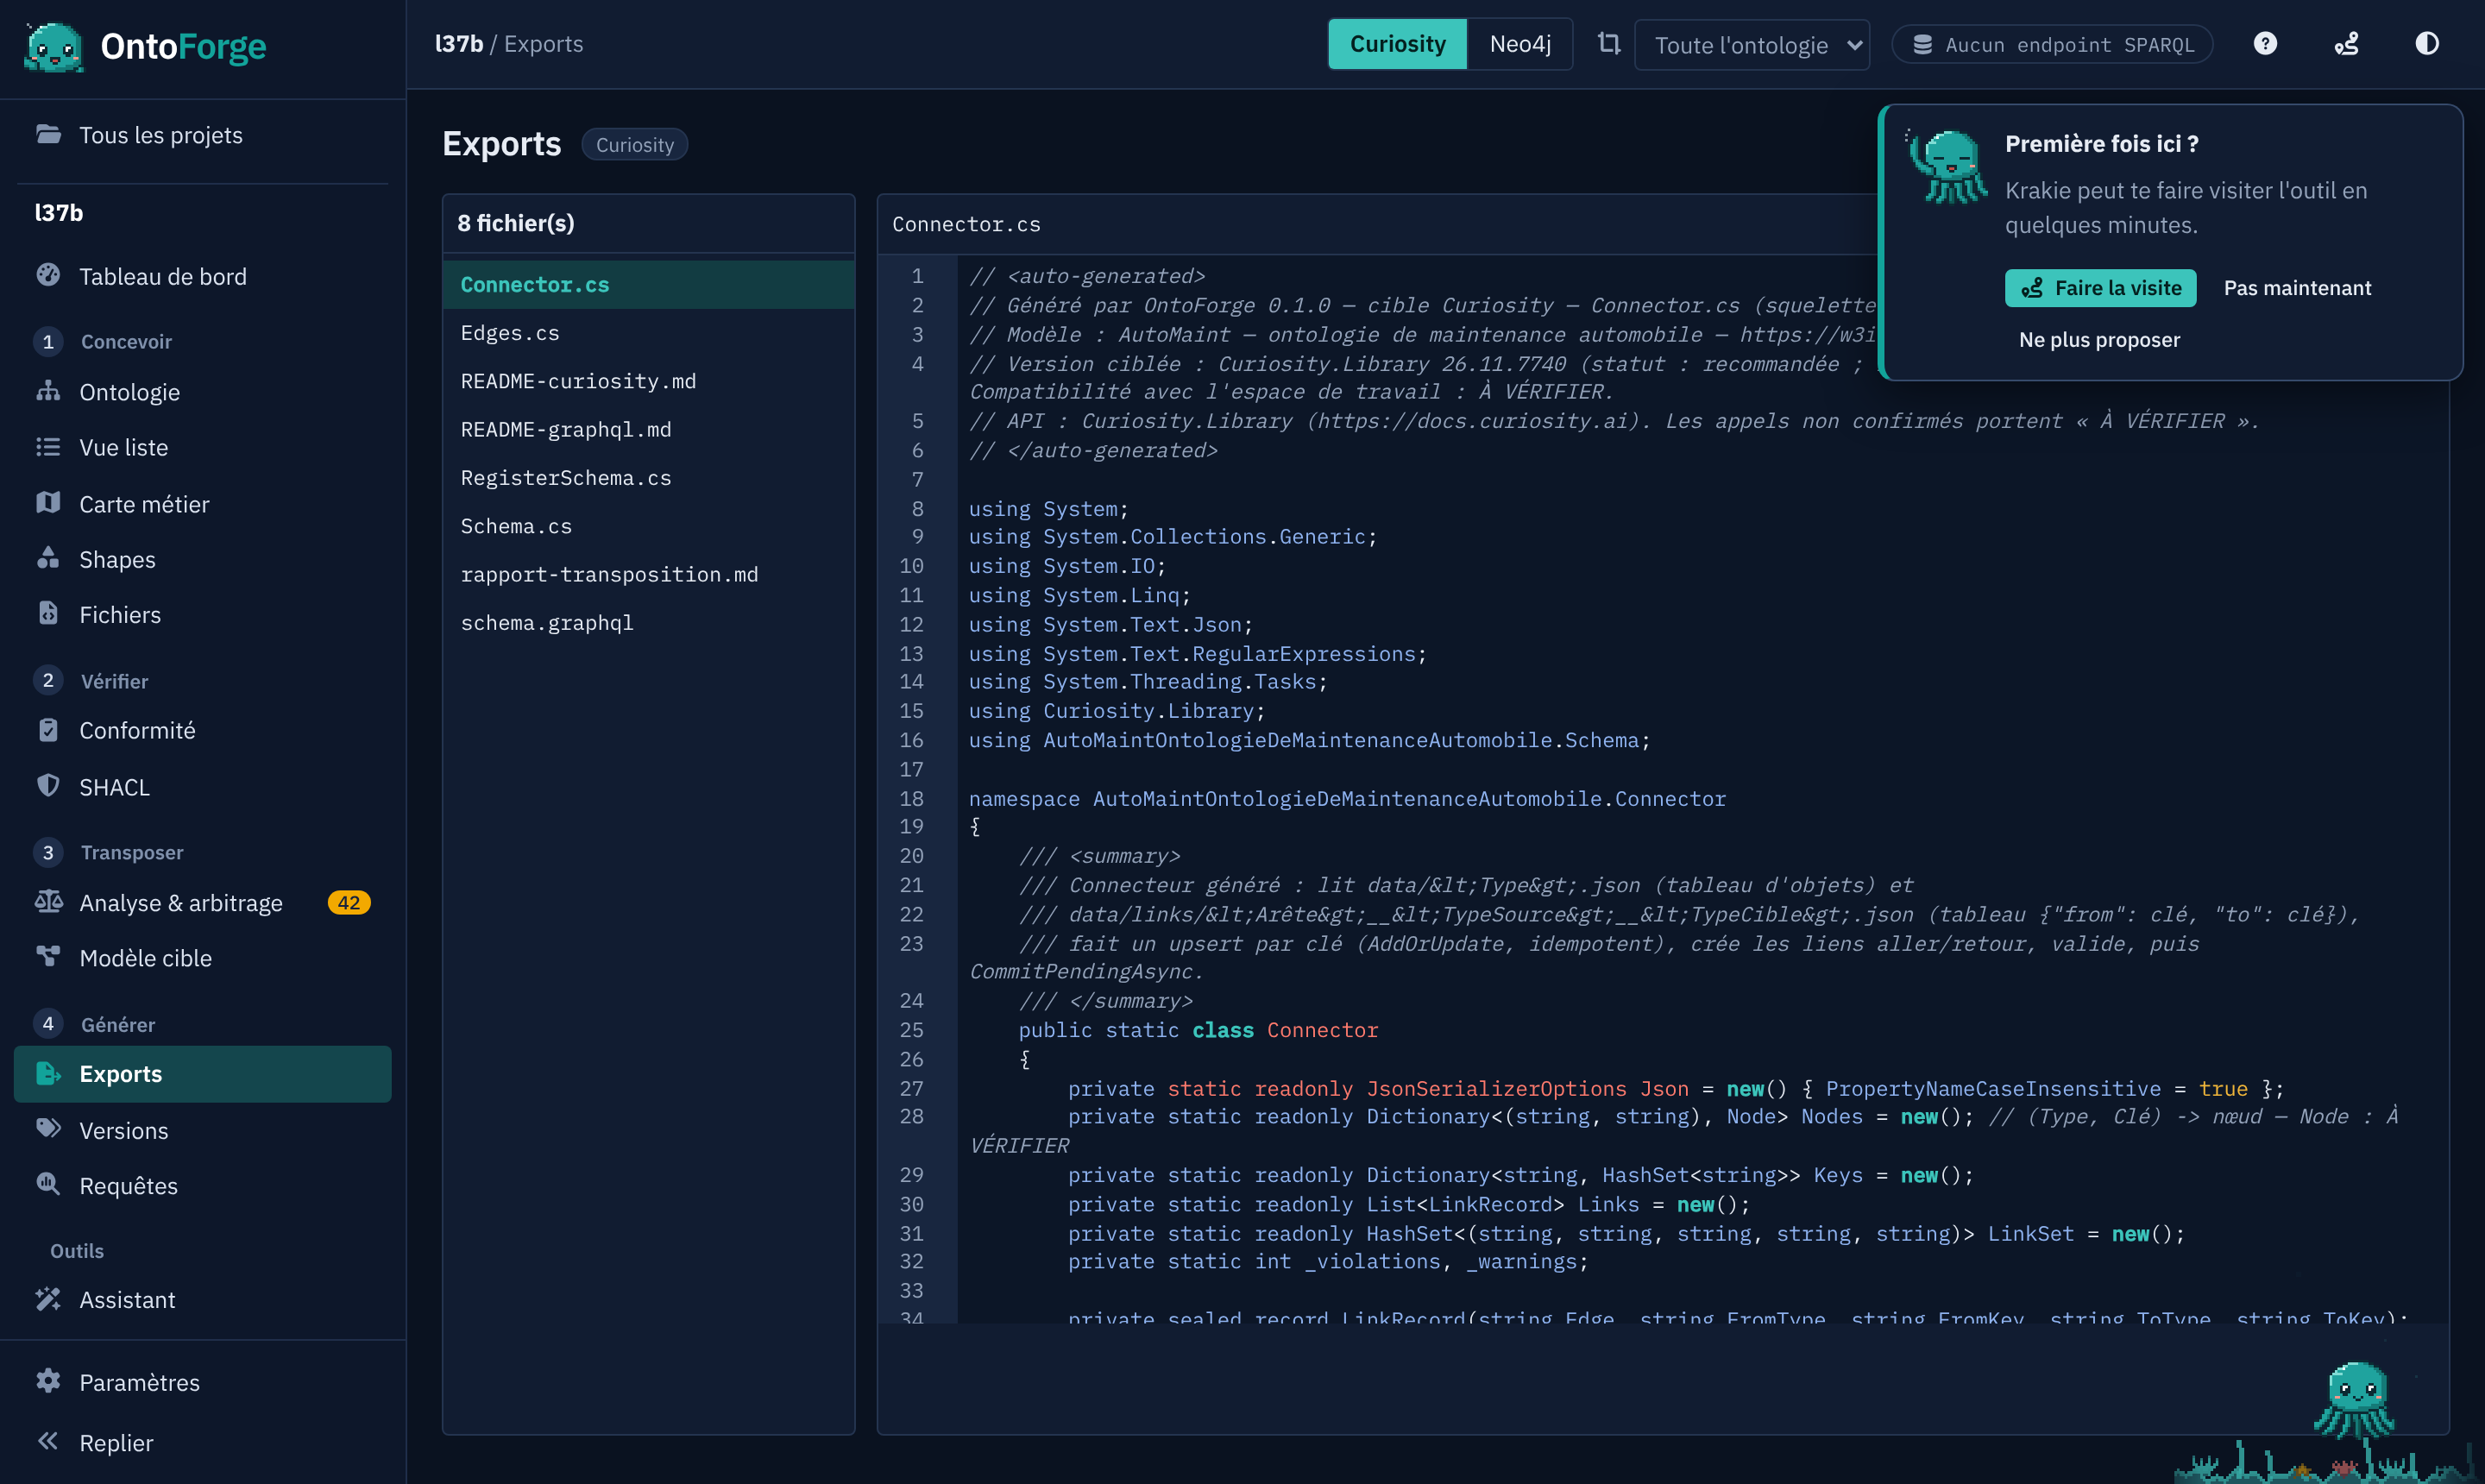 OntoForge
Tous les projets
l37b
Tableau de bord
1 Concevoir
Ontologie
Vue liste
Carte métier
Shapes
Fichiers
2 Vérifier
Conformité
SHACL
3 Transposer
Analyse & arbitrage 42
Modèle cible
4 Générer
Exports
Versions
Requêtes
Outils
Assistant
Paramètres
Replier
l37b / Exports
Curiosity Neo4j Toute l'ontologie Aucun endpoint SPARQL
Exports Curiosity
Première fois ici ?
Krakie peut te faire visiter l'outil en
quelques minutes.
Faire la visite Pas maintenant
Ne plus proposer
8 fichier(s)
Connector.cs
Edges.cs
README-curiosity.md
README-graphql.md
RegisterSchema.cs
Schema.cs
rapport-transposition.md
schema.graphql
Connector.cs
1 // <auto-generated>
2 // Généré par OntoForge 0.1.0 — cible Curiosity — Connector.cs (squelette
3 // Modèle : AutoMaint — ontologie de maintenance automobile — https://w3i
4 // Version ciblée : Curiosity.Library 26.11.7740 (statut : recommandée ;
Compatibilité avec l'espace de travail : À VÉRIFIER.
5 // API : Curiosity.Library (https://docs.curiosity.ai). Les appels non confirmés portent « À VÉRIFIER ».
6 // </auto-generated>
7
8 using System;
9 using System.Collections.Generic;
10 using System.IO;
11 using System.Linq;
12 using System.Text.Json;
13 using System.Text.RegularExpressions;
14 using System.Threading.Tasks;
15 using Curiosity.Library;
16 using AutoMaintOntologieDeMaintenanceAutomobile.Schema;
17
18 namespace AutoMaintOntologieDeMaintenanceAutomobile.Connector
19 {
20 /// <summary>
21 /// Connecteur généré : lit data/&lt;Type&gt;.json (tableau d'objets) et
22 /// data/links/&lt;Arête&gt;__&lt;TypeSource&gt;__&lt;TypeCible&gt;.json (tableau {"from": clé, "to": clé}),
23 /// fait un upsert par clé (AddOrUpdate, idempotent), crée les liens aller/retour, valide, puis
CommitPendingAsync.
24 /// </summary>
25 public static class Connector
26 {
27 private static readonly JsonSerializerOptions Json = new() { PropertyNameCaseInsensitive = true };
28 private static readonly Dictionary<(string, string), Node> Nodes = new(); // (Type, Clé) -> nœud — Node : À
VÉRIFIER
29 private static readonly Dictionary<string, HashSet<string>> Keys = new();
30 private static readonly List<LinkRecord> Links = new();
31 private static readonly HashSet<(string, string, string, string, string)> LinkSet = new();
32 private static int _violations, _warnings;
33
34 private sealed record LinkRecord(string Edge, string FromType, string FromKey, string ToType, string ToKey);